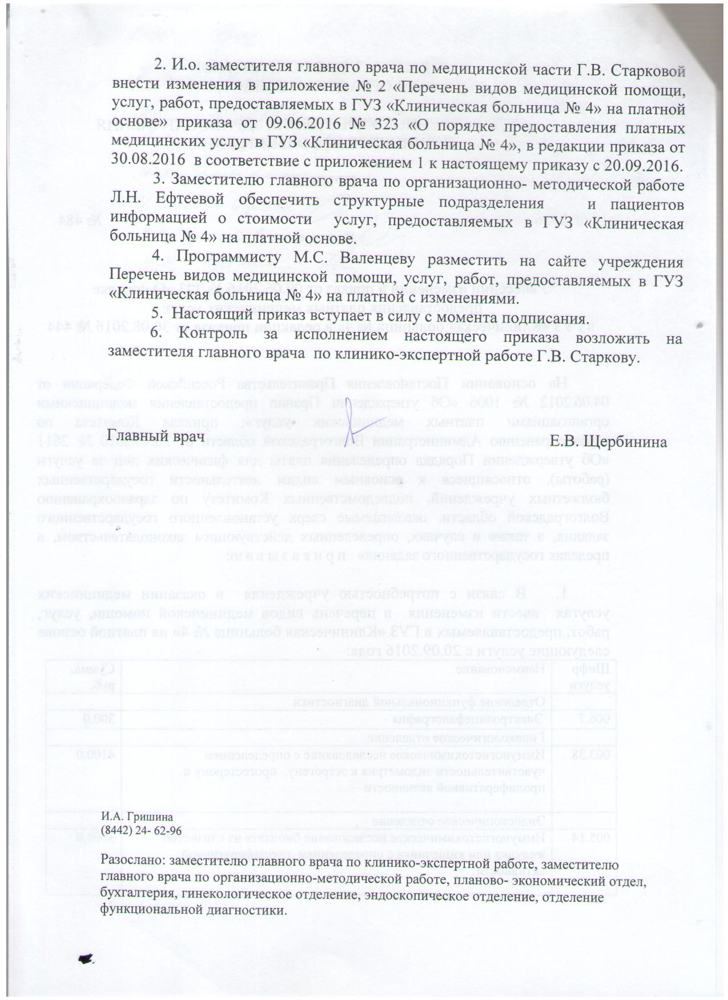 2. И.о. заместителя главного врача по медицинской части Г.В. Старковой
внести изменения в приложение № 2 «Перечень видов медицинской помощи,
услуг, работ, предоставляемых в ГУЗ «Клиническая больница № 4» на платной
основе» приказа от 09.06.2016 № 323 «О порядке предоставления платных
медицинских услуг в ГУЗ «Клиническая больница № 4», в редакции приказа от
30.08.2016 в соответствие с приложением 1 к настоящему приказу с 20.09.2016.
3. Заместителю главного врача по организационно- методической работе
Л.Н. Ефтеевой обеспечить структурные подразделения и пациентов
информацией о стоимости услуг, предоставляемых в ГУЗ «Клиническая
больница № 4» на платной основе.
4. Программисту М.С. Валенцеву разместить на сайте учреждения
Перечень видов медицинской помощи, услуг, работ, предоставляемых в ГУЗ
«Клиническая больница № 4» на платной с изменениями.
5. Настоящий приказ вступает в силу с момента подписания.
6. Контроль за исполнением настоящего приказа возложить на
заместителя главного врача по клинико-экспертной работе Г.В. Старкову.
Главный врач Е.В. Щербинина
И.А. Гришина
(8442) 24- 62-96
Разослано: заместителю главного врача по клинико-экспертной работе, заместителю
главного врача по организационно-методической работе, планово- экономический отдел,
бухгалтерия, гинекологическое отделение, эндоскопическое отделение, отделение
функциональной диагностики.